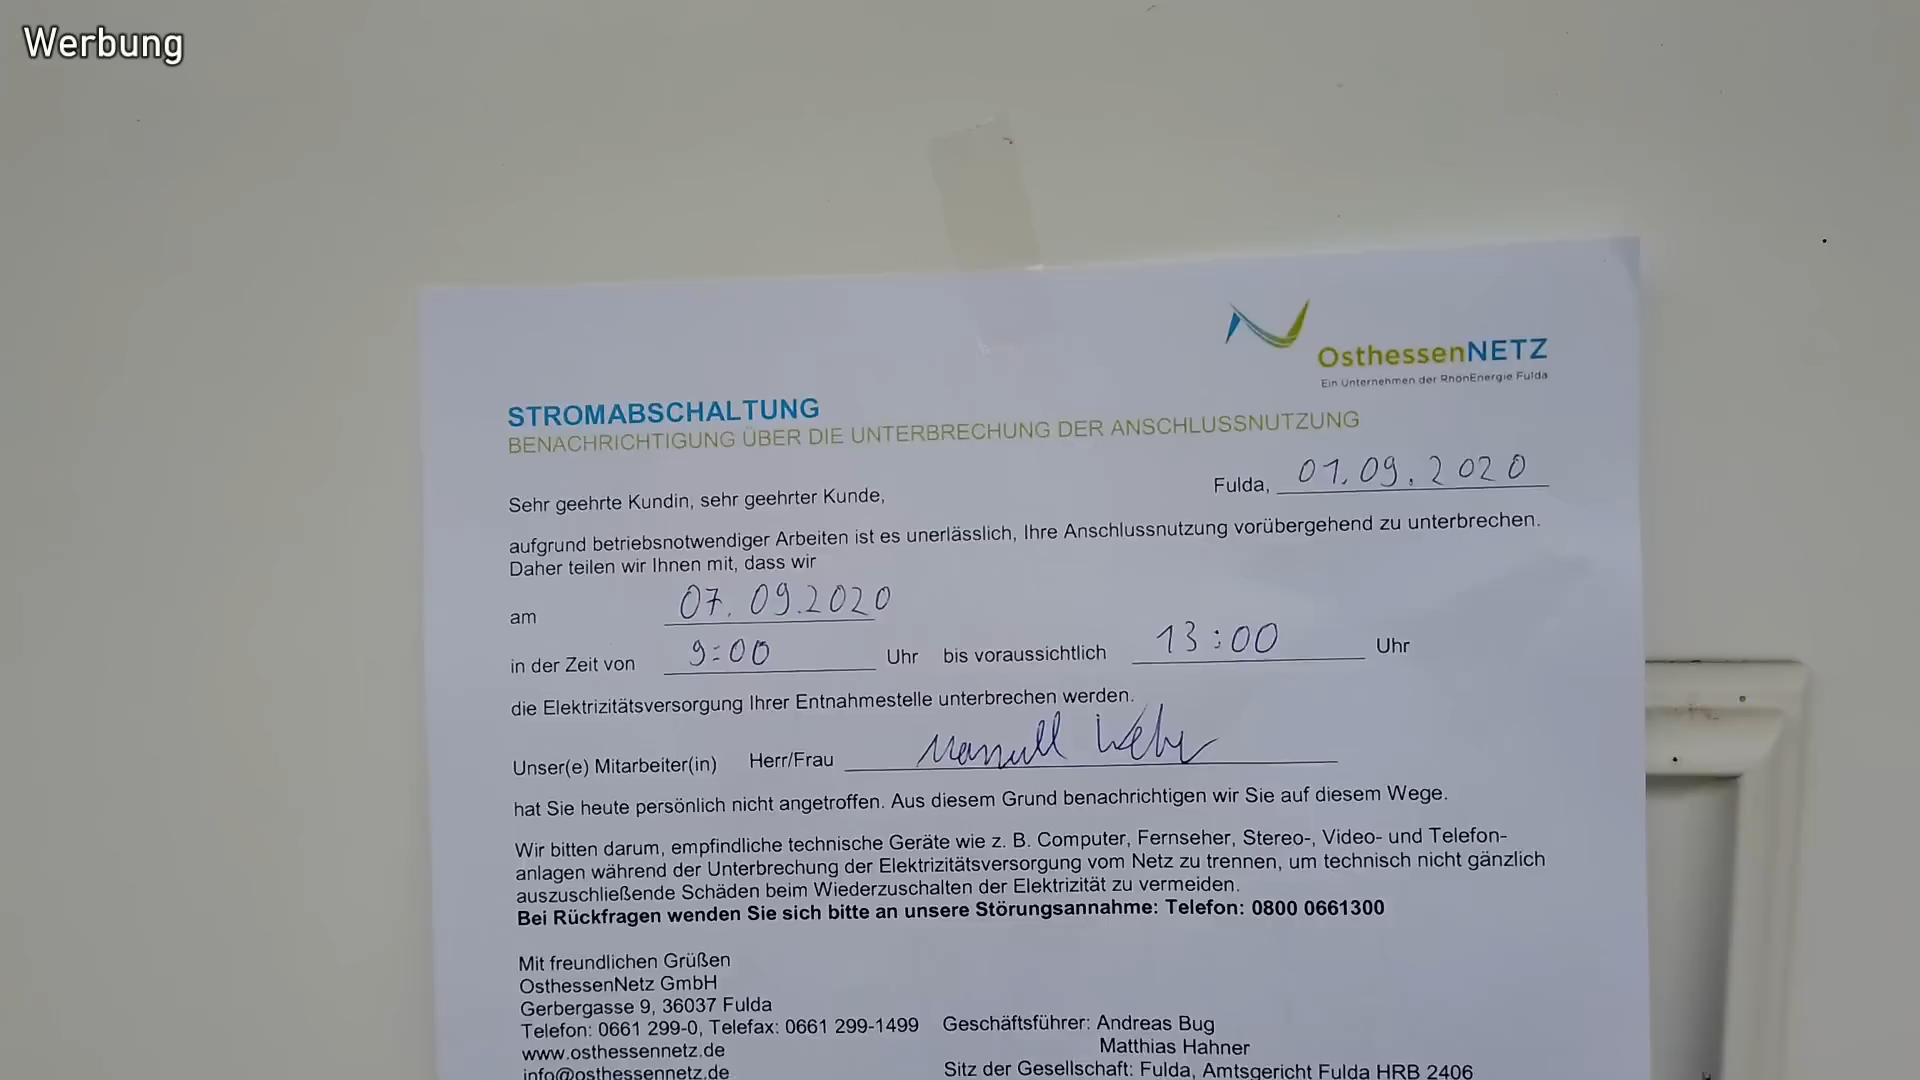 Werbung
OsthessenNETZ
Ein Unternehmen der RhönEnergie Fulda
STROMABSCHALTUNG
BENACHRICHTIGUNG ÜBER DIE UNTERBRECHUNG DER ANSCHLUSSNUTZUNG
Fulda, 01.09.2020
Sehr geehrte Kundin, sehr geehrter Kunde,
aufgrund betriebsnotwendiger Arbeiten ist es unerlässlich, Ihre Anschlussnutzung vorübergehend zu unterbrechen.
Daher teilen wir Ihnen mit, dass wir
am 07.09.2020
in der Zeit von 9:00 Uhr bis voraussichtlich 13:00 Uhr
die Elektrizitätsversorgung Ihrer Entnahmestelle unterbrechen werden.
Unser(e) Mitarbeiter(in) Herr/Frau
hat Sie heute persönlich nicht angetroffen. Aus diesem Grund benachrichtigen wir Sie auf diesem Wege.
Wir bitten darum, empfindliche technische Geräte wie z. B. Computer, Fernseher, Stereo-, Video- und Telefon-
anlagen während der Unterbrechung der Elektrizitätsversorgung vom Netz zu trennen, um technisch nicht gänzlich
auszuschließende Schäden beim Wiederzuschalten der Elektrizität zu vermeiden.
Bei Rückfragen wenden Sie sich bitte an unsere Störungsannahme: Telefon: 0800 0661300
Mit freundlichen Grüßen
OsthessenNetz GmbH
Gerbergasse 9, 36037 Fulda
Telefon: 0661 299-0, Telefax: 0661 299-1499 Geschäftsführer: Andreas Bug
www.osthessennetz.de Matthias Hahner
info@osthessennetz.de Sitz der Gesellschaft: Fulda, Amtsgericht Fulda HRB 2406